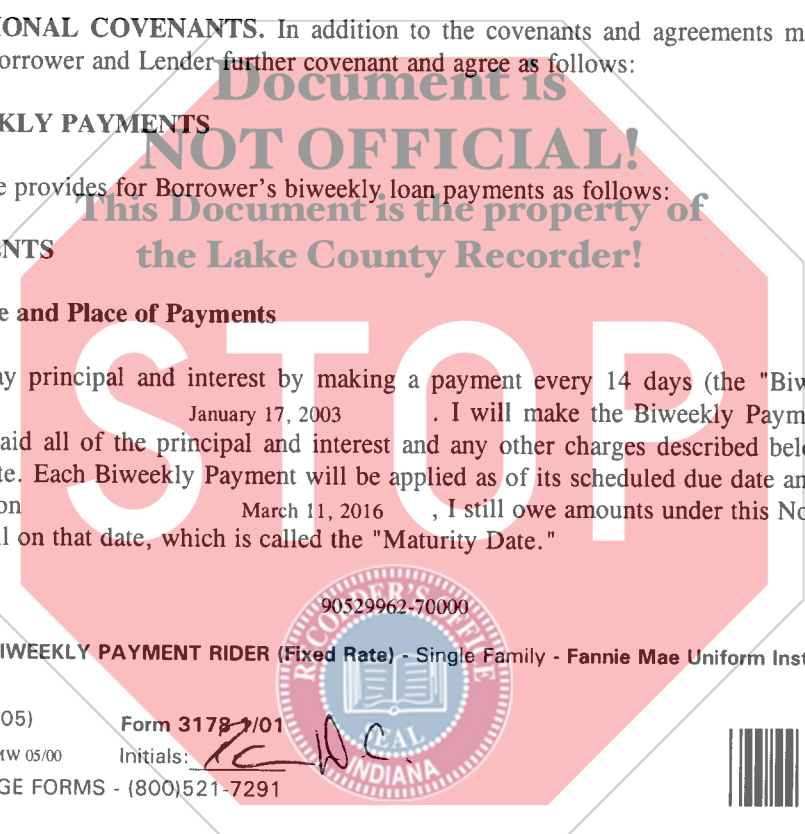 IONAL COVENANTS. In addition to the covenants and agreements m
orrower and Lender further covenant and agree as follows:
Document is
KLY PAYMENTS
NOT OFFICIAL!
e provides for Borrower's biweekly loan payments as follows:
This Document is the property of
ENTS
the Lake County Recorder!
e and Place of Payments
STOP
ay principal and interest by making a payment every 14 days (the "Biw
January 17, 2003 . I will make the Biweekly Paym
aid all of the principal and interest and any other charges described bel
te. Each Biweekly Payment will be applied as of its scheduled due date an
on March 11, 2016 , I still owe amounts under this No
ll on that date, which is called the "Maturity Date."
90529962-70000
RECORDER'S OFFICE
SEAL
INDIANA
IWEEKLY PAYMENT RIDER (Fixed Rate) - Single Family - Fannie Mae Uniform Inst
05) Form 3178 1/01
MW 05/00 Initials:
GE FORMS - (800)521-7291